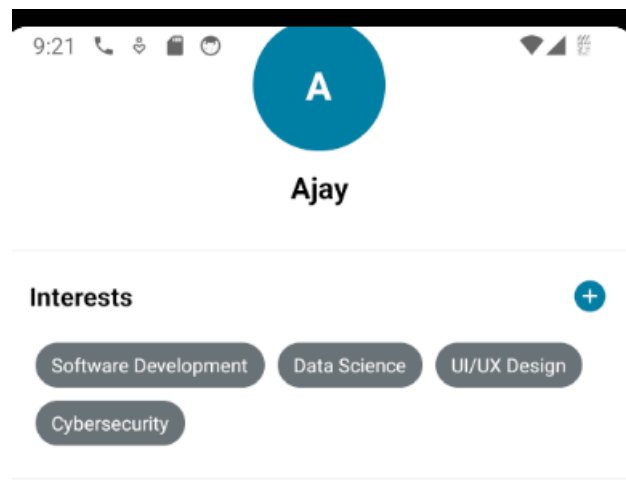 9:21
A
Ajay
Interests
Software Development Data Science UI/UX Design
Cybersecurity